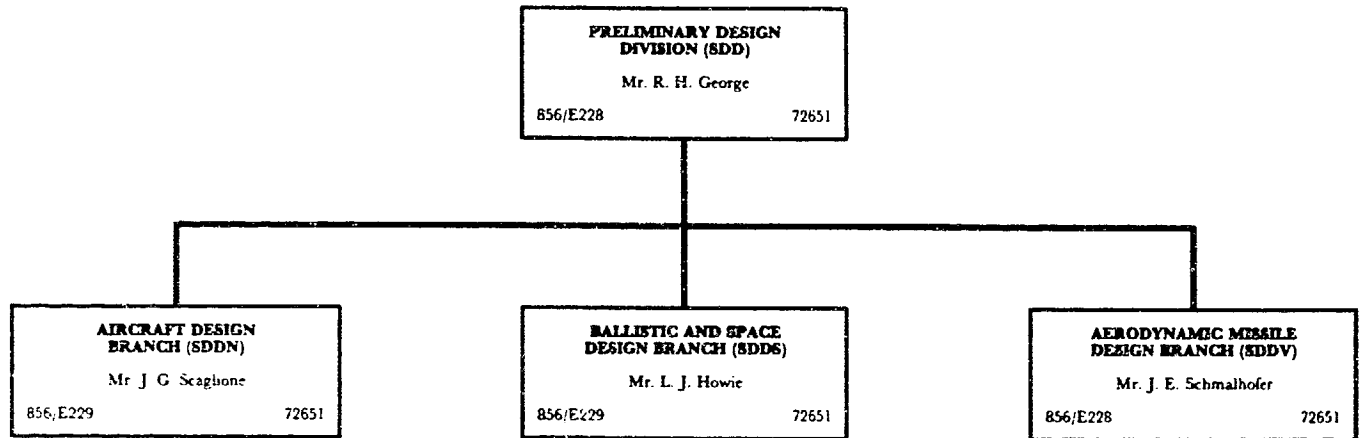 PRELIMINARY DESIGN
DIVISION (SDD)
Mr. R. H. George
856/E228 72651
AIRCRAFT DESIGN
BRANCH (SDDN)
Mr J G Scaglione
856/E229 72651
BALLISTIC AND SPACE
DESIGN BRANCH (SDDS)
Mr. L. J. Howie
856/E229 72651
AERODYNAMIC MISSILE
DESIGN BRANCH (SDDV)
Mr. J. E. Schmalhofer
856/E228 72651